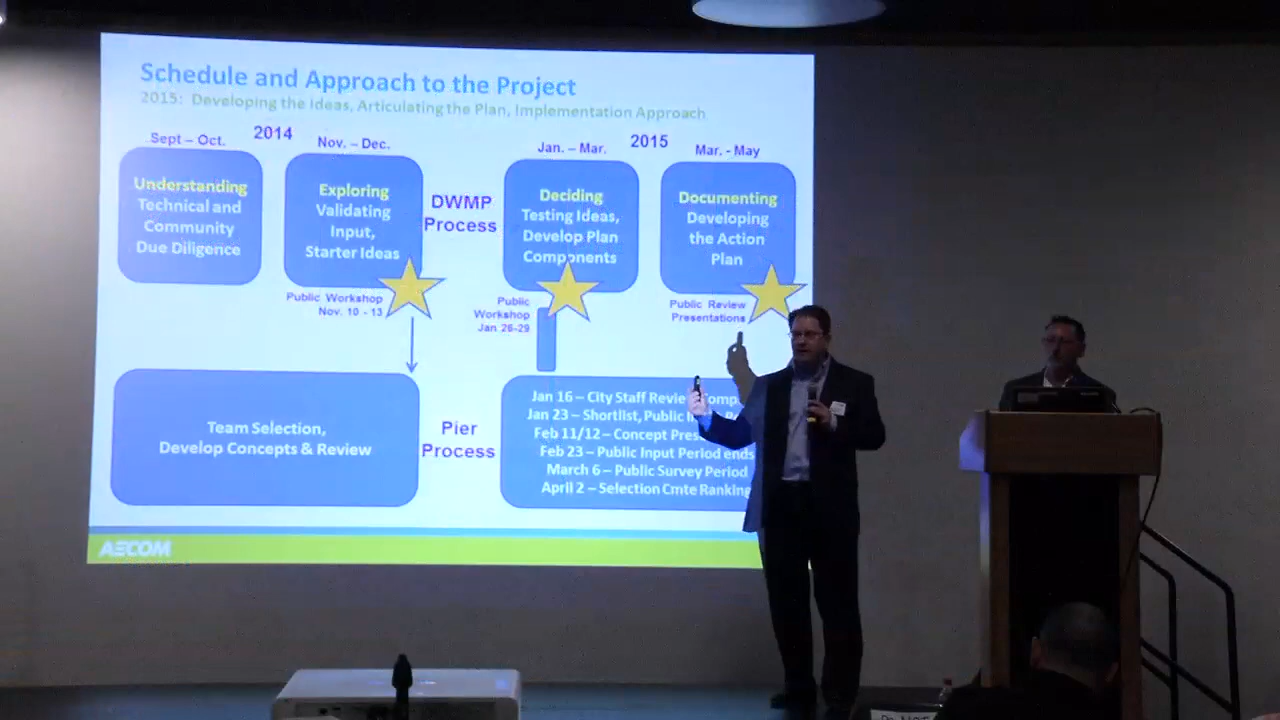 Schedule and Approach to the Project
2015: Developing the Ideas, Articulating the Plan, Implementation Approach
2014
2015
Sept – Oct.
Nov. – Dec.
Jan. – Mar.
Mar. - May
Understanding
Technical and
Community
Due Diligence
Exploring
Validating
Input,
Starter Ideas
DWMP
Process
Deciding
Testing Ideas,
Develop Plan
Components
Documenting
Developing
the Action
Plan
Public Workshop
Nov. 10 - 13
Public
Workshop
Jan 26-29
Public Review
Presentations
Team Selection,
Develop Concepts & Review
Pier
Process
Jan 16 – City Staff
Jan 23 – Shortlist, Public
Feb 11/12 – Concept
Feb 23 – Public Input Period ends
March 6 – Public Survey Period
April 2 – Selection Cmte Ranking
AECOM